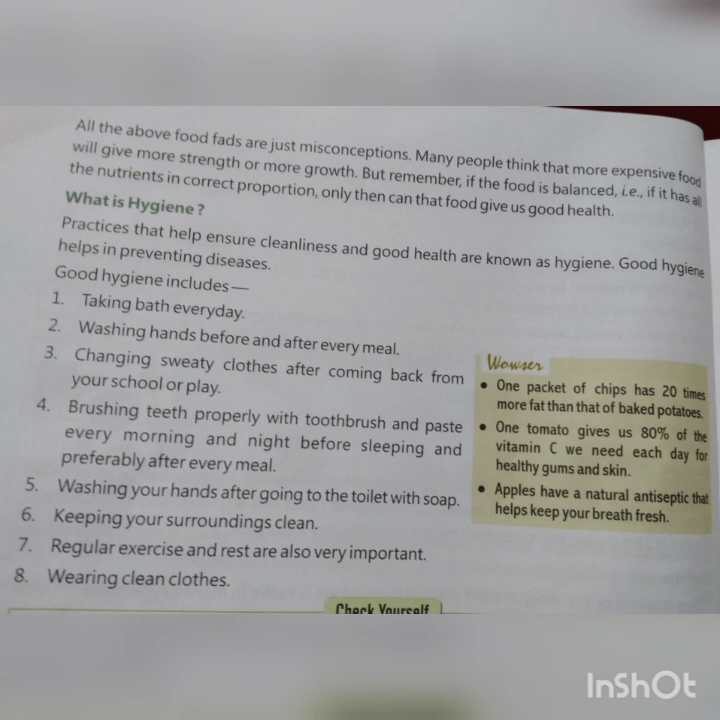 All the above food fads are just misconceptions. Many people think that more expensive food
will give more strength or more growth. But remember, if the food is balanced, i.e., if it has all
the nutrients in correct proportion, only then can that food give us good health.
What is Hygiene ?
Practices that help ensure cleanliness and good health are known as hygiene. Good hygiene
helps in preventing diseases.
Good hygiene includes —
1. Taking bath everyday.
2. Washing hands before and after every meal.
3. Changing sweaty clothes after coming back from
your school or play.
4. Brushing teeth properly with toothbrush and paste
every morning and night before sleeping and
preferably after every meal.
5. Washing your hands after going to the toilet with soap.
6. Keeping your surroundings clean.
7. Regular exercise and rest are also very important.
8. Wearing clean clothes.
Wowser
• One packet of chips has 20 times
more fat than that of baked potatoes.
• One tomato gives us 80% of the
vitamin C we need each day for
healthy gums and skin.
• Apples have a natural antiseptic that
helps keep your breath fresh.
Check Yourself
InShOt